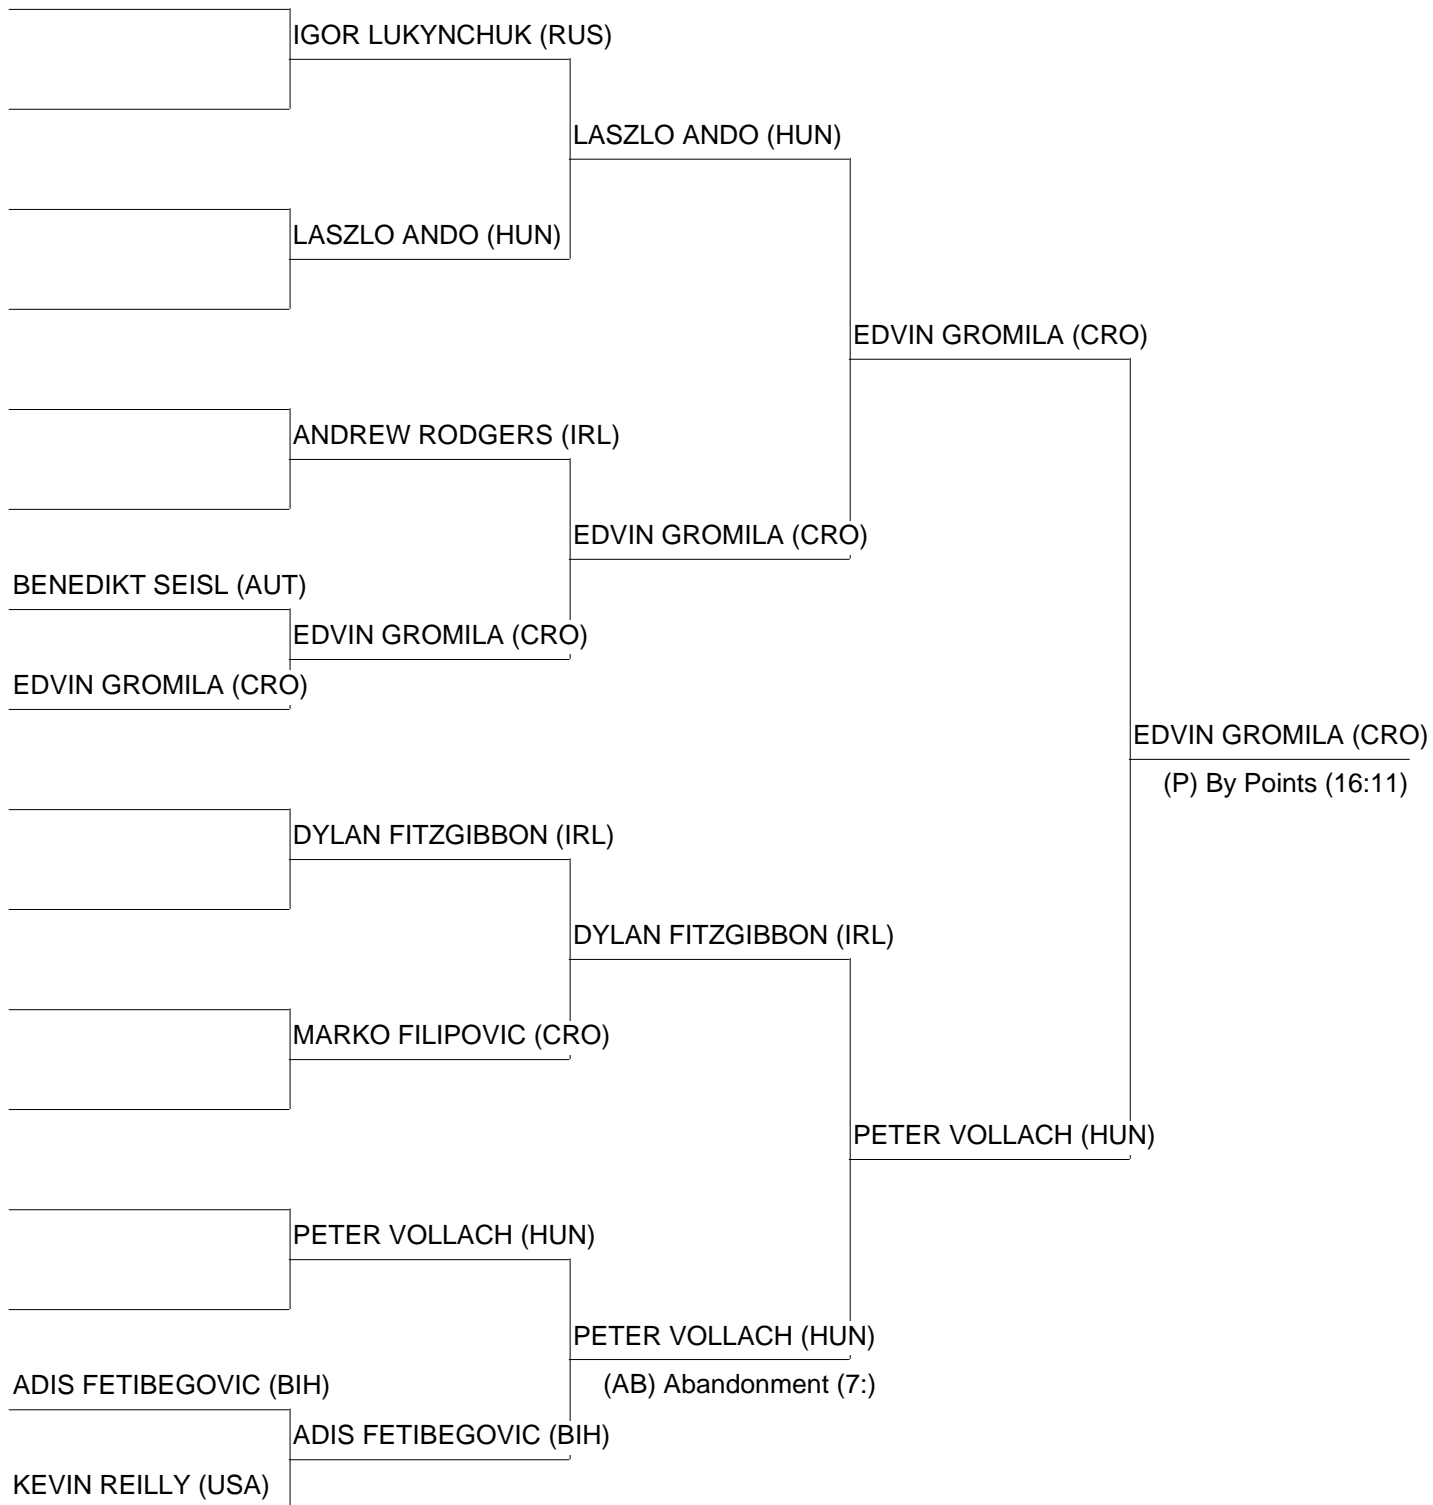 IGOR LUKYNCHUK (RUS)
LASZLO ANDO (HUN)
LASZLO ANDO (HUN)
EDVIN GROMILA (CRO)
ANDREW RODGERS (IRL)
EDVIN GROMILA (CRO)
BENEDIKT SEISL (AUT)
EDVIN GROMILA (CRO)
EDVIN GROMILA (CRO)
EDVIN GROMILA (CRO)
(P) By Points (16:11)
DYLAN FITZGIBBON (IRL)
DYLAN FITZGIBBON (IRL)
MARKO FILIPOVIC (CRO)
PETER VOLLACH (HUN)
PETER VOLLACH (HUN)
PETER VOLLACH (HUN)
(AB) Abandonment (7:)
ADIS FETIBEGOVIC (BIH)
ADIS FETIBEGOVIC (BIH)
KEVIN REILLY (USA)